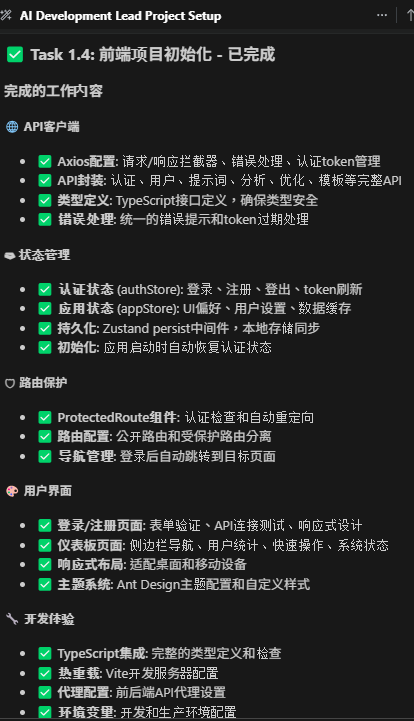 AI Development Lead Project Setup
✅ Task 1.4: 前端项目初始化 - 已完成
完成的工作内容
🌐 API客户端
• ✅ Axios配置: 请求/响应拦截器、错误处理、认证token管理
• ✅ API封装: 认证、用户、提示词、分析、优化、模板等完整API
• ✅ 类型定义: TypeScript接口定义，确保类型安全
• ✅ 错误处理: 统一的错误提示和token过期处理
状态管理
• ✅ 认证状态 (authStore): 登录、注册、登出、token刷新
• ✅ 应用状态 (appStore): UI偏好、用户设置、数据缓存
• ✅ 持久化: Zustand persist中间件，本地存储同步
• ✅ 初始化: 应用启动时自动恢复认证状态
🛡 路由保护
• ✅ ProtectedRoute组件: 认证检查和自动重定向
• ✅ 路由配置: 公开路由和受保护路由分离
• ✅ 导航管理: 登录后自动跳转到目标页面
🎨 用户界面
• ✅ 登录/注册页面: 表单验证、API连接测试、响应式设计
• ✅ 仪表板页面: 侧边栏导航、用户统计、快速操作、系统状态
• ✅ 响应式布局: 适配桌面和移动设备
• ✅ 主题系统: Ant Design主题配置和自定义样式
🔧 开发体验
• ✅ TypeScript集成: 完整的类型定义和检查
• ✅ 热重载: Vite开发服务器配置
• ✅ 代理配置: 前后端API代理设置
• ✅ 环境变量: 开发和生产环境配置